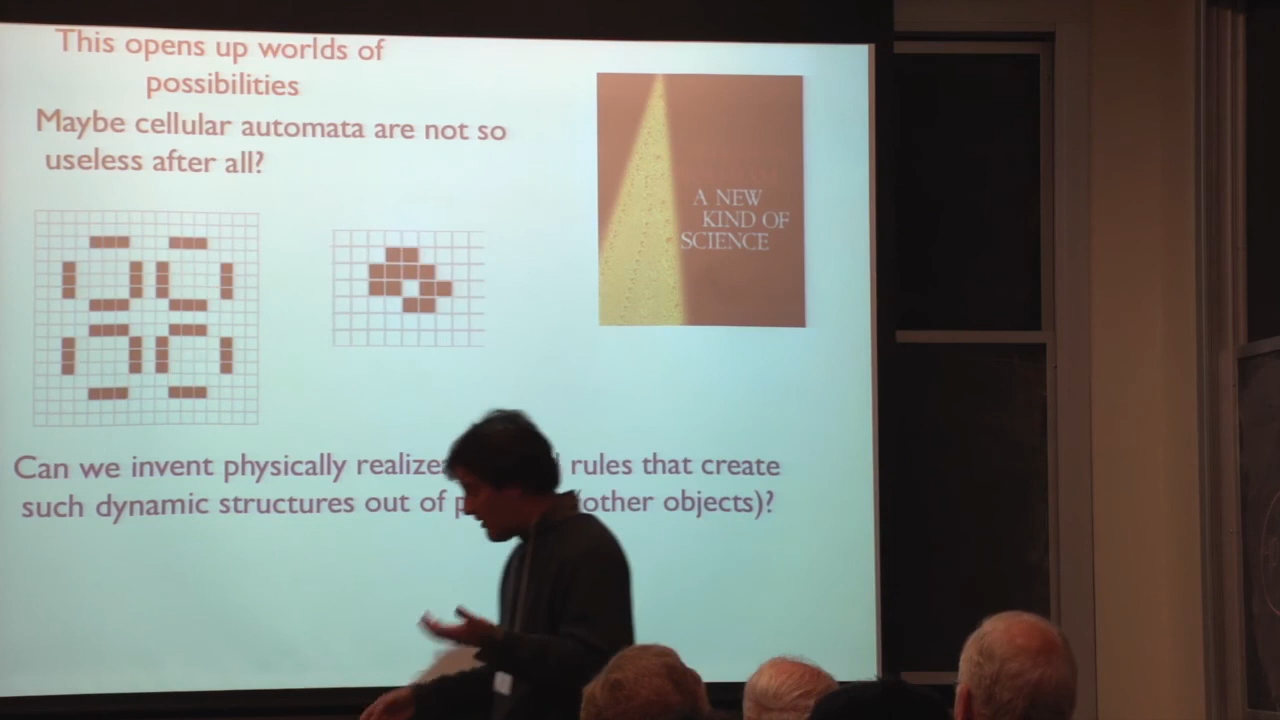 This opens up worlds of
possibilities
Maybe cellular automata are not so
useless after all?
A NEW
KIND OF
SCIENCE
Can we invent physically rules that create
such dynamic structures out of (other objects)?